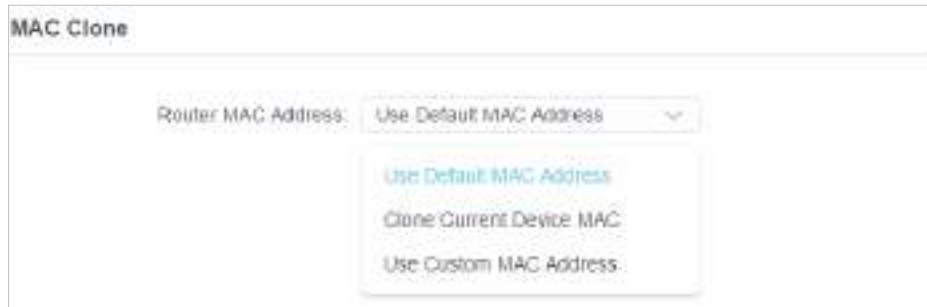 MAC Clone
Router MAC Address: Use Default MAC Address
Use Default MAC Address
Clone Current Device MAC
Use Custom MAC Address